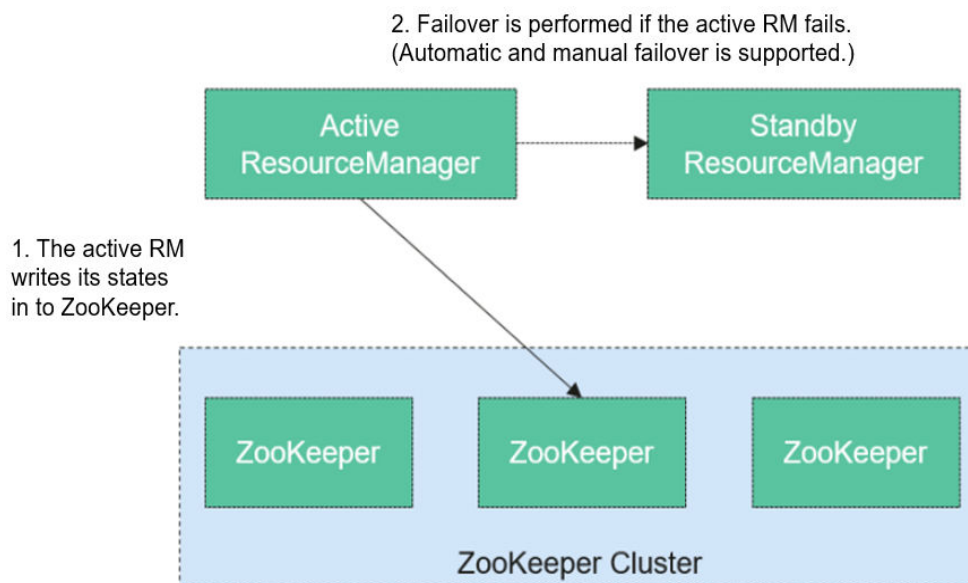 2. Failover is performed if the active RM fails.
(Automatic and manual failover is supported.)
Active
ResourceManager
Standby
ResourceManager
1. The active RM
writes its states
in to ZooKeeper.
ZooKeeper
ZooKeeper
ZooKeeper
ZooKeeper Cluster